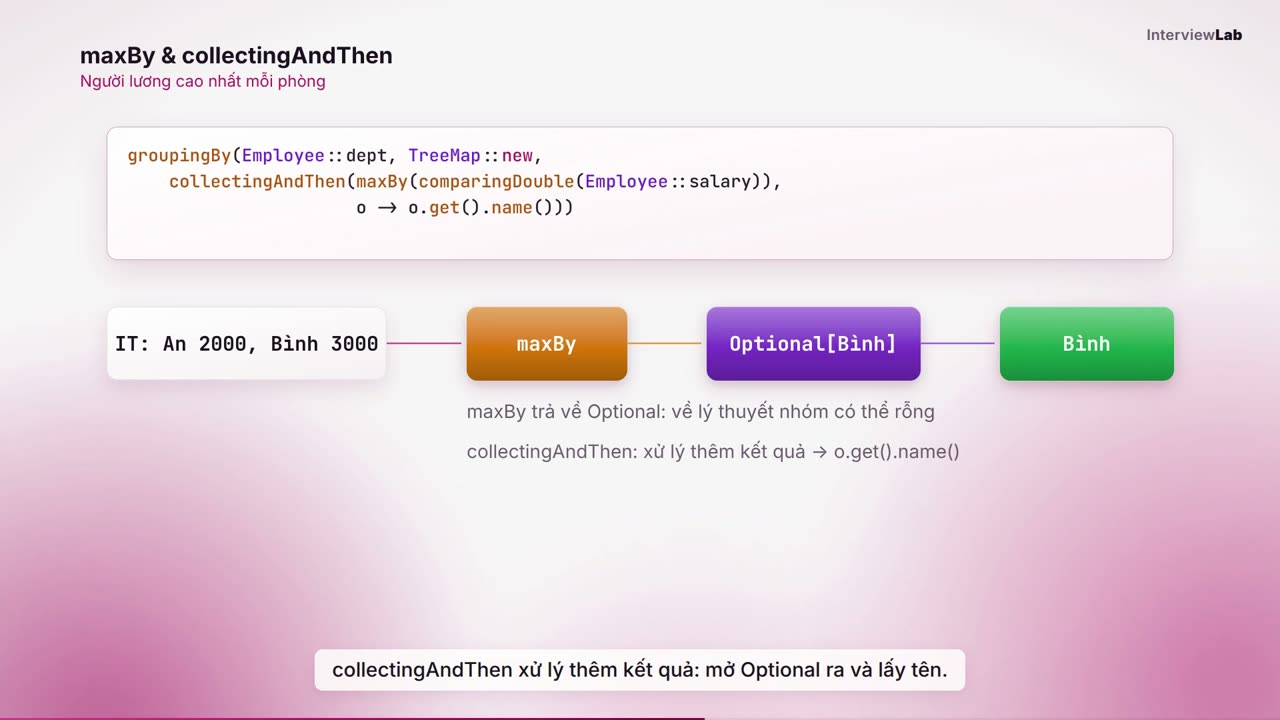 InterviewLab
maxBy & collectingAndThen
Người lương cao nhất mỗi phòng
groupingBy(Employee::dept, TreeMap::new,
    collectingAndThen(maxBy(comparingDouble(Employee::salary)),
                      o -> o.get().name()))
IT: An 2000, Bình 3000
maxBy
Optional[Bình]
Bình
maxBy trả về Optional: về lý thuyết nhóm có thể rỗng
collectingAndThen: xử lý thêm kết quả → o.get().name()
collectingAndThen xử lý thêm kết quả: mở Optional ra và lấy tên.